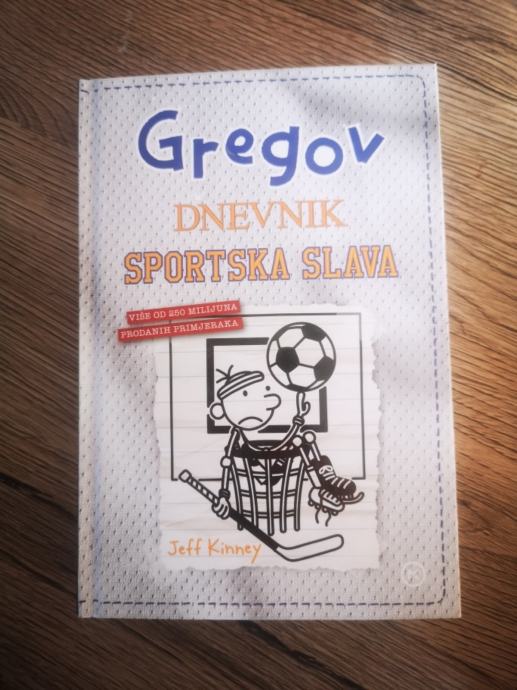 Gregov
DNEVNIK
SPORTSKA SLAVA
VIŠE OD 250 MILIJUNA
PRODANIH PRIMJERAKA
Jeff Kinney